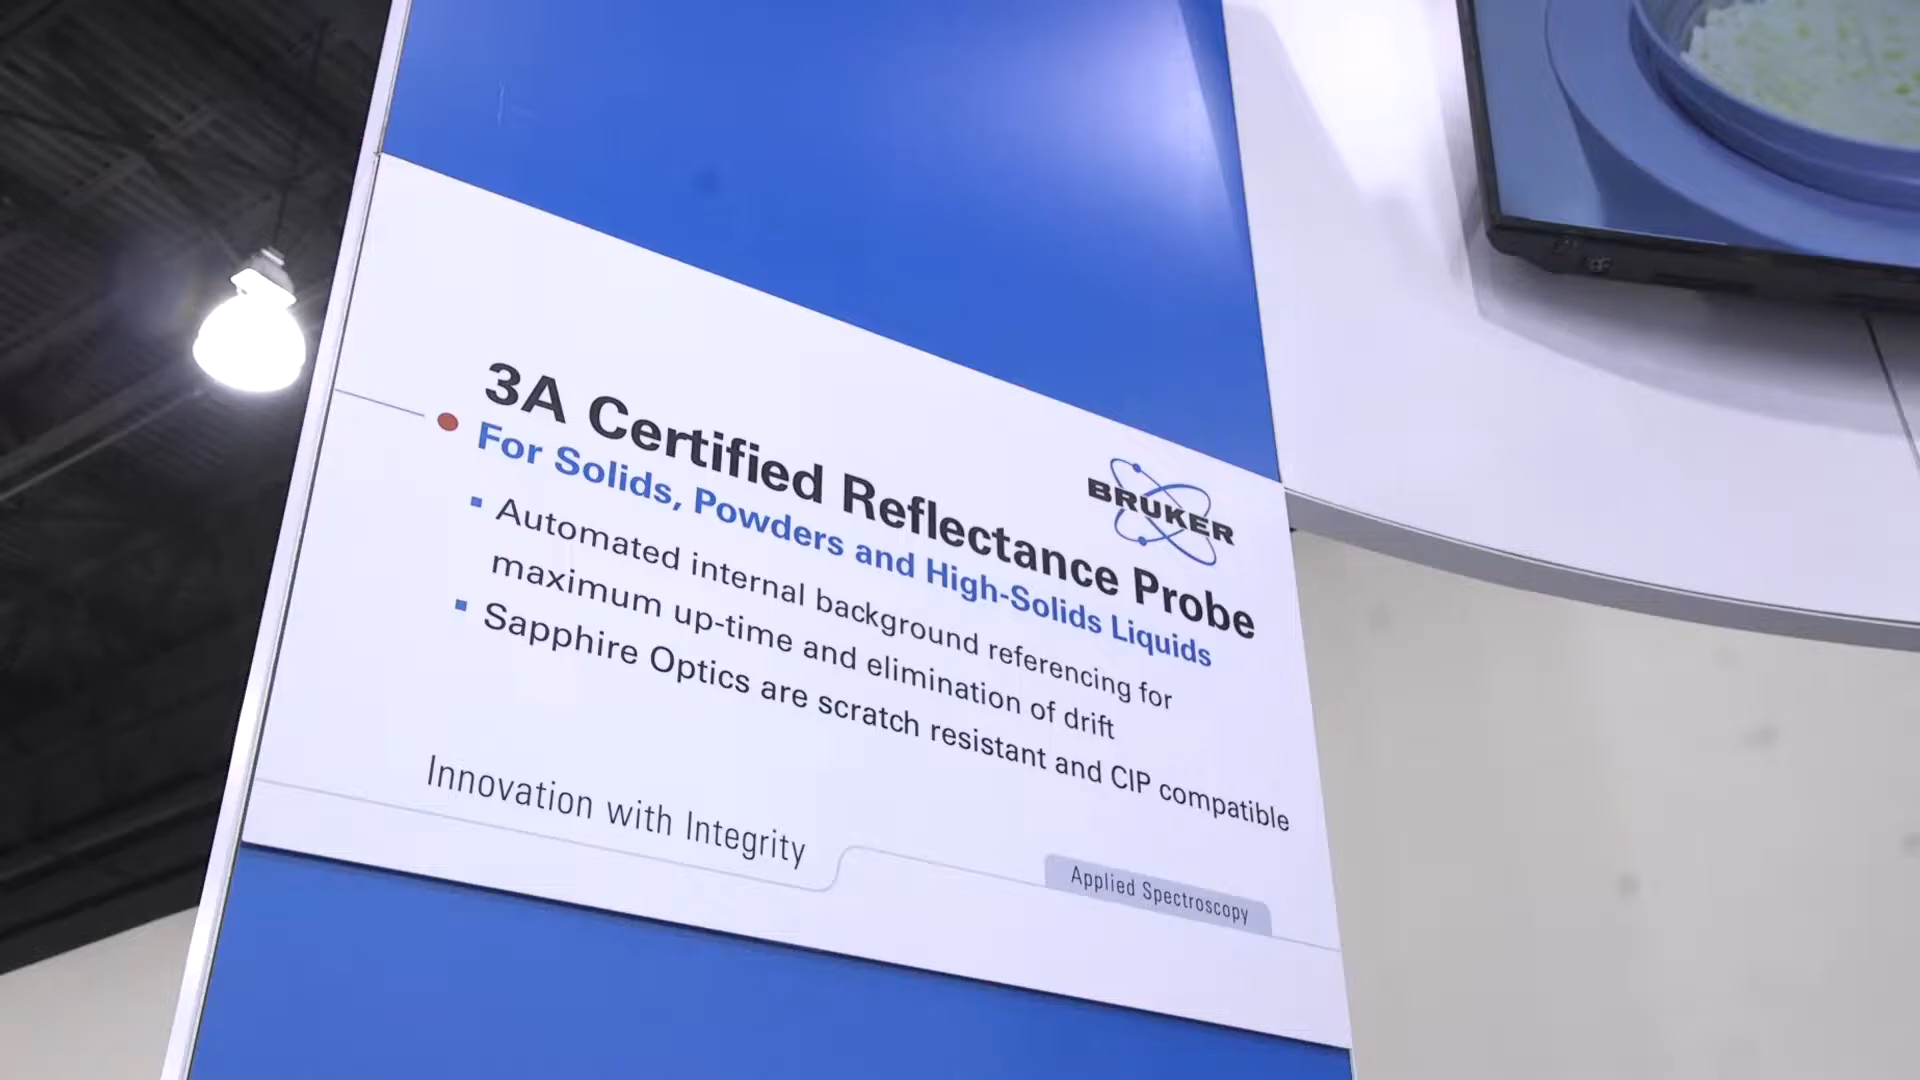 3A Certified Reflectance Probe
For Solids, Powders and High-Solids Liquids
BRUKER
▪ Automated internal background referencing for
maximum up-time and elimination of drift
▪ Sapphire Optics are scratch resistant and CIP compatible
Innovation with Integrity
Applied Spectroscopy